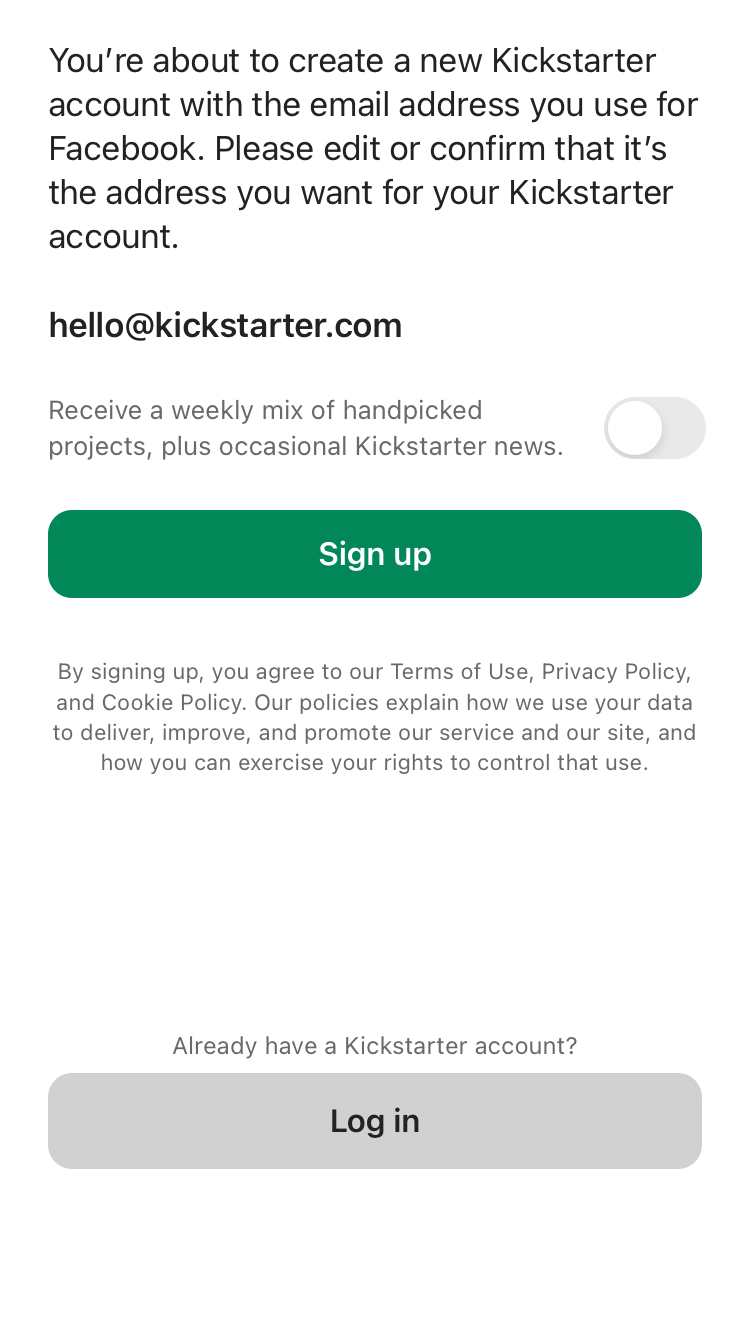 You’re about to create a new Kickstarter
account with the email address you use for
Facebook. Please edit or confirm that it’s
the address you want for your Kickstarter
account.
hello@kickstarter.com
Receive a weekly mix of handpicked
projects, plus occasional Kickstarter news.
Sign up
By signing up, you agree to our Terms of Use, Privacy Policy,
and Cookie Policy. Our policies explain how we use your data
to deliver, improve, and promote our service and our site, and
how you can exercise your rights to control that use.
Already have a Kickstarter account?
Log in